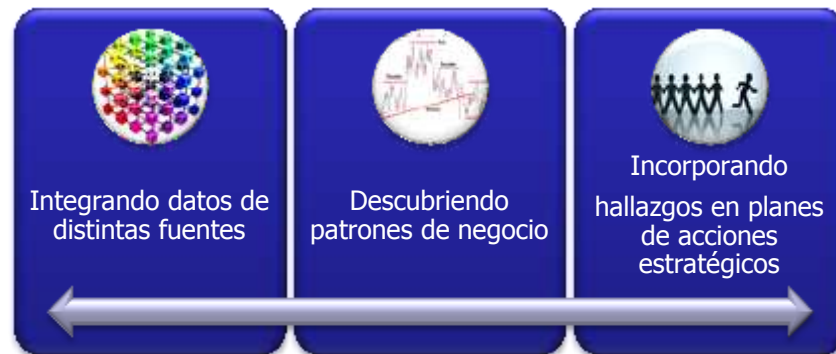 Integrando datos de
distintas fuentes
Descubriendo
patrones de negocio
Incorporando
hallazgos en planes
de acciones
estratégicos